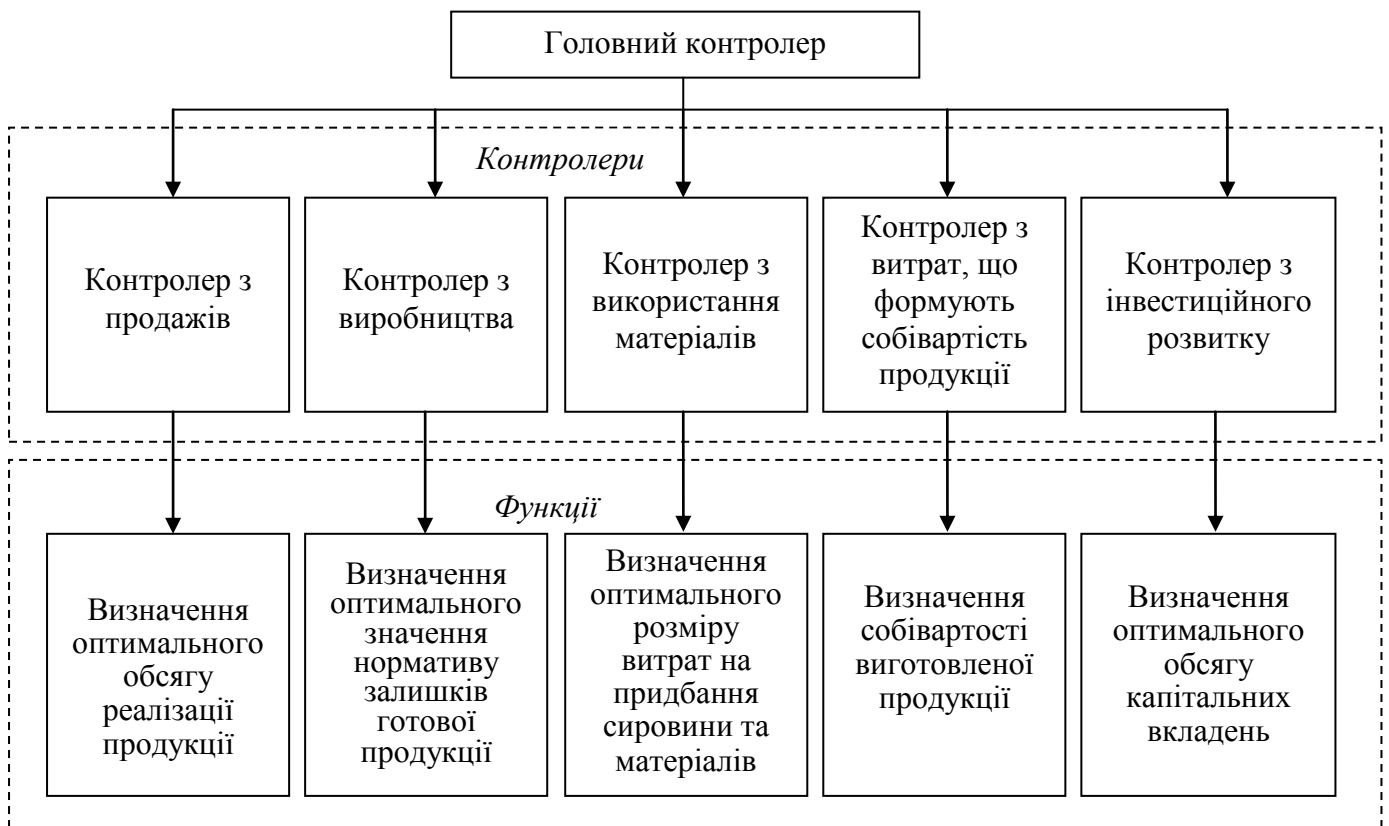 Головний контролер
Контролери
Контролер з
продажів
Контролер з
виробництва
Контролер з
використання
матеріалів
Контролер з
витрат, що
формують
собівартість
продукції
Контролер з
інвестиційного
розвитку
Функції
Визначення
оптимального
обсягу
реалізації
продукції
Визначення
оптимального
значення
нормативу
залишків
готової
продукції
Визначення
оптимального
розміру
витрат на
придбання
сировини та
матеріалів
Визначення
собівартості
виготовленої
продукції
Визначення
оптимального
обсягу
капітальних
вкладень